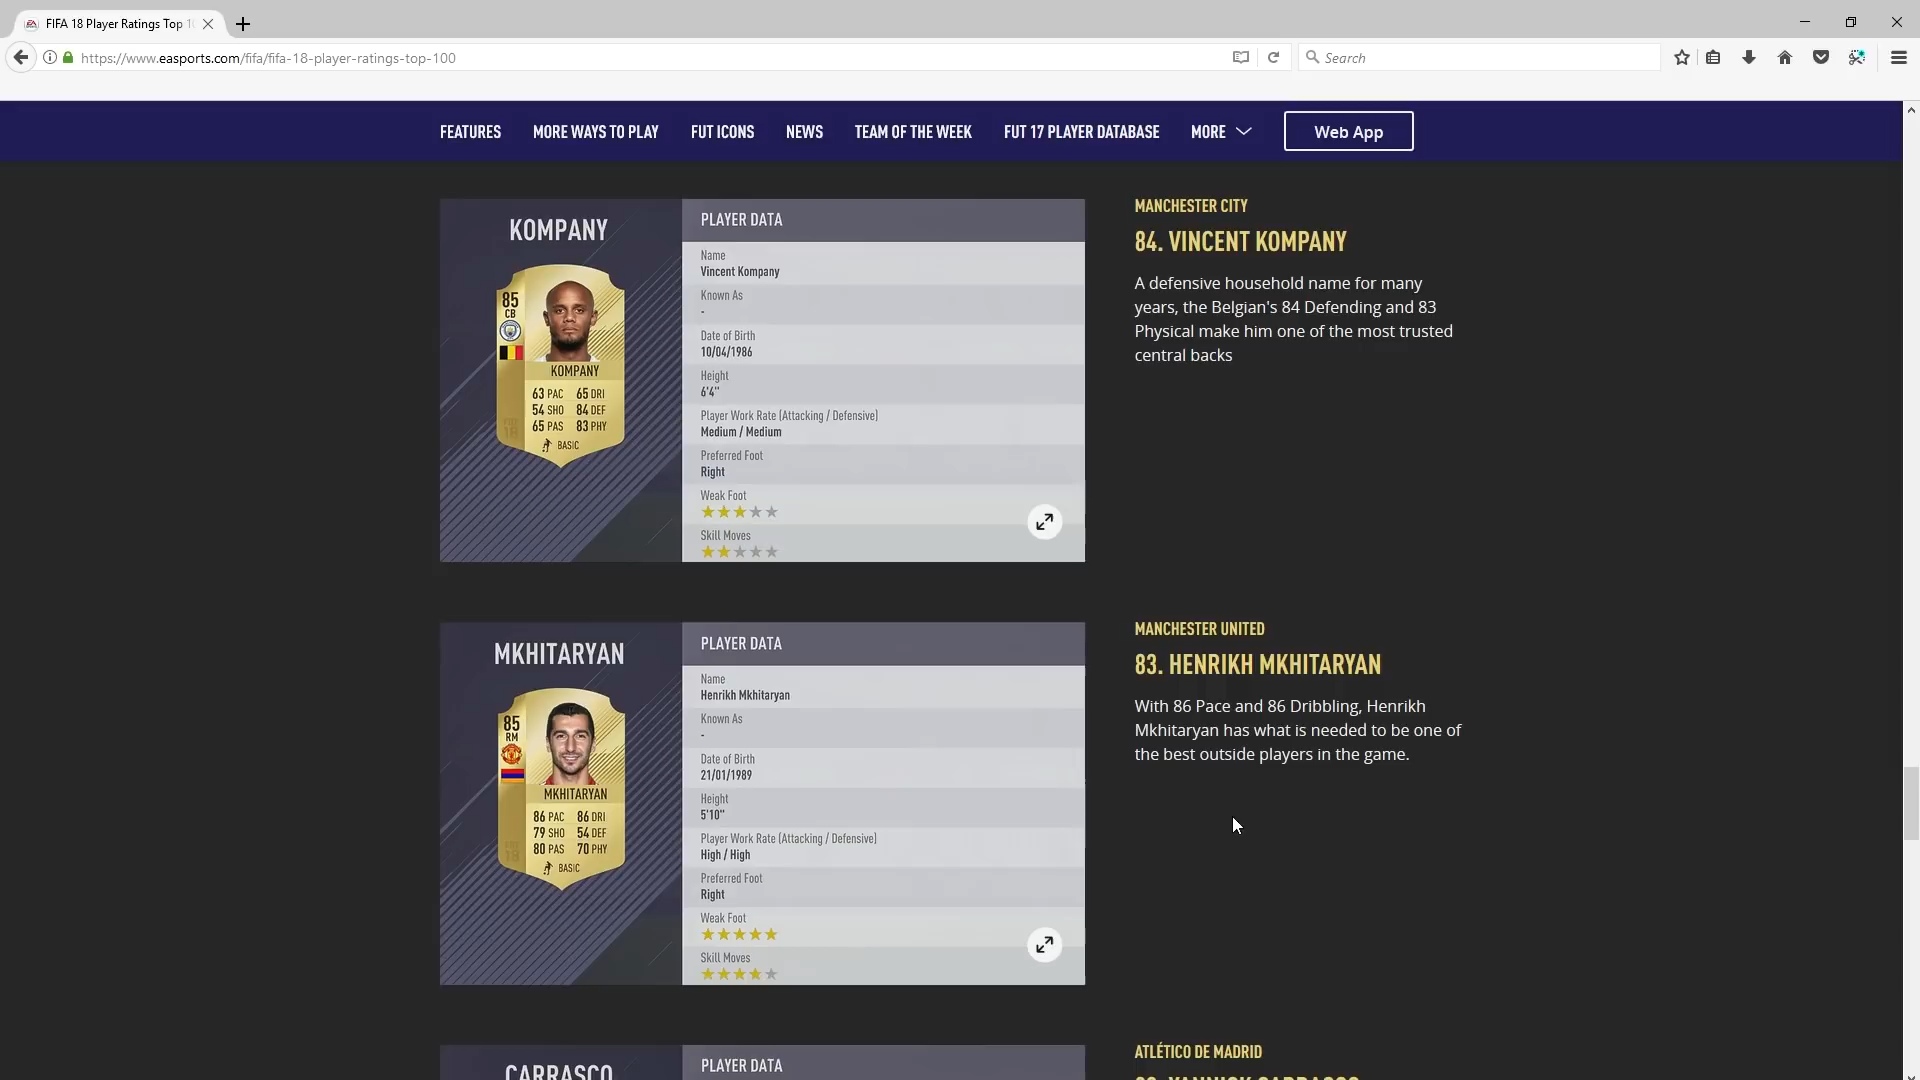 FIFA 18 Player Ratings Top 1
https://www.easports.com/fifa/fifa-18-player-ratings-top-100
Search
FEATURES MORE WAYS TO PLAY FUT ICONS NEWS TEAM OF THE WEEK FUT 17 PLAYER DATABASE MORE Web App
KOMPANY
85
CB
KOMPANY
63 PAC 65 DRI
54 SHO 84 DEF
65 PAS 83 PHY
BASIC
PLAYER DATA
Name
Vincent Kompany
Known As
-
Date of Birth
10/04/1986
Height
6'4"
Player Work Rate (Attacking / Defensive)
Medium / Medium
Preferred Foot
Right
Weak Foot
Skill Moves
MANCHESTER CITY
84. VINCENT KOMPANY
A defensive household name for many
years, the Belgian's 84 Defending and 83
Physical make him one of the most trusted
central backs
MKHITARYAN
85
RM
MKHITARYAN
86 PAC 86 DRI
79 SHO 54 DEF
80 PAS 70 PHY
BASIC
PLAYER DATA
Name
Henrikh Mkhitaryan
Known As
-
Date of Birth
21/01/1989
Height
5'10"
Player Work Rate (Attacking / Defensive)
High / High
Preferred Foot
Right
Weak Foot
Skill Moves
MANCHESTER UNITED
83. HENRIKH MKHITARYAN
With 86 Pace and 86 Dribbling, Henrikh
Mkhitaryan has what is needed to be one of
the best outside players in the game.
CARRASCO
PLAYER DATA
ATLÉTICO DE MADRID
YANNICK CARRASCO